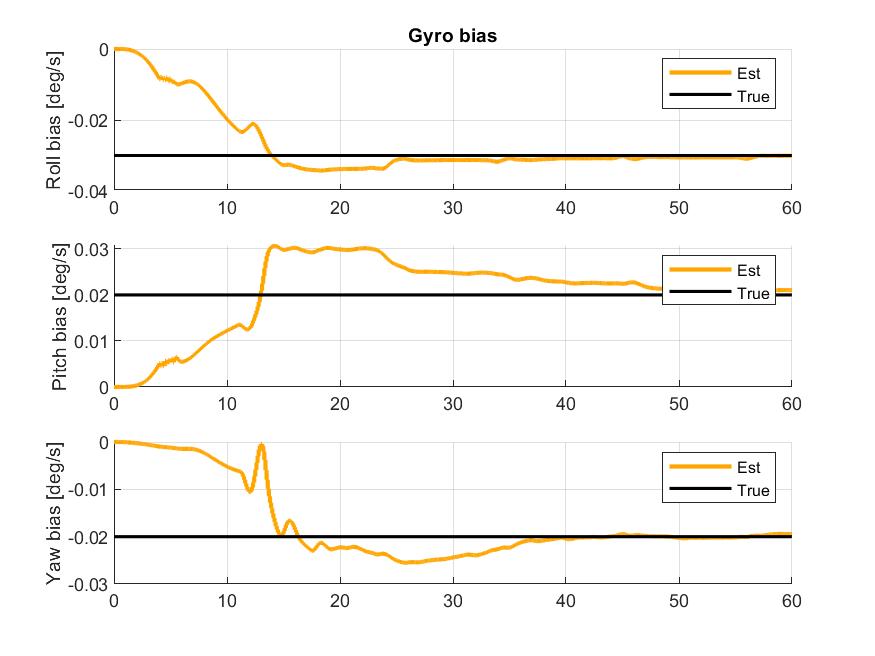 Gyro bias
Roll bias [deg/s]
0
-0.02
-0.04
Est
True
0 10 20 30 40 50 60
Pitch bias [deg/s]
0.03
0.02
0.01
0
Est
True
0 10 20 30 40 50 60
Yaw bias [deg/s]
0
-0.01
-0.02
-0.03
Est
True
0 10 20 30 40 50 60